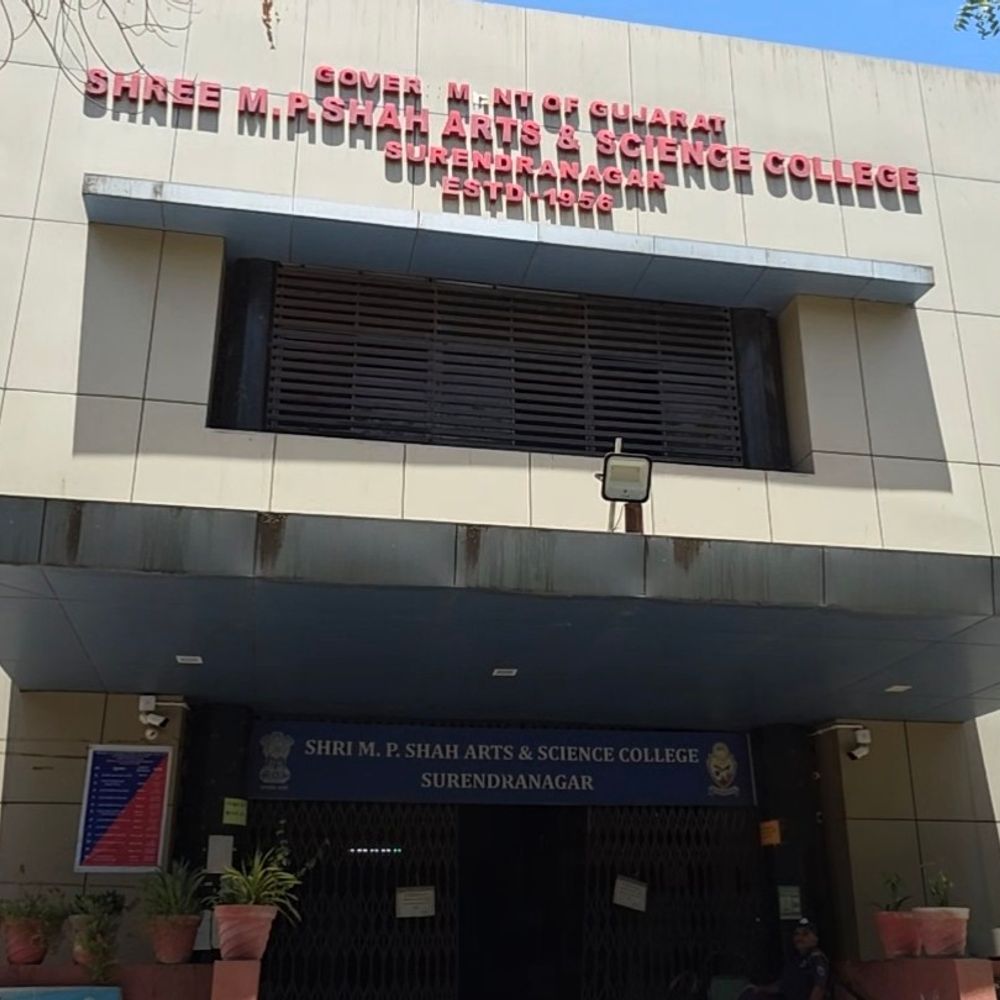 GOVER M NT OF GUJARAT
SHREE M.P.SHAH ARTS & SCIENCE COLLEGE
SURENDRANAGAR
ESTD-1956
SHRI M. P. SHAH ARTS & SCIENCE COLLEGE
SURENDRANAGAR